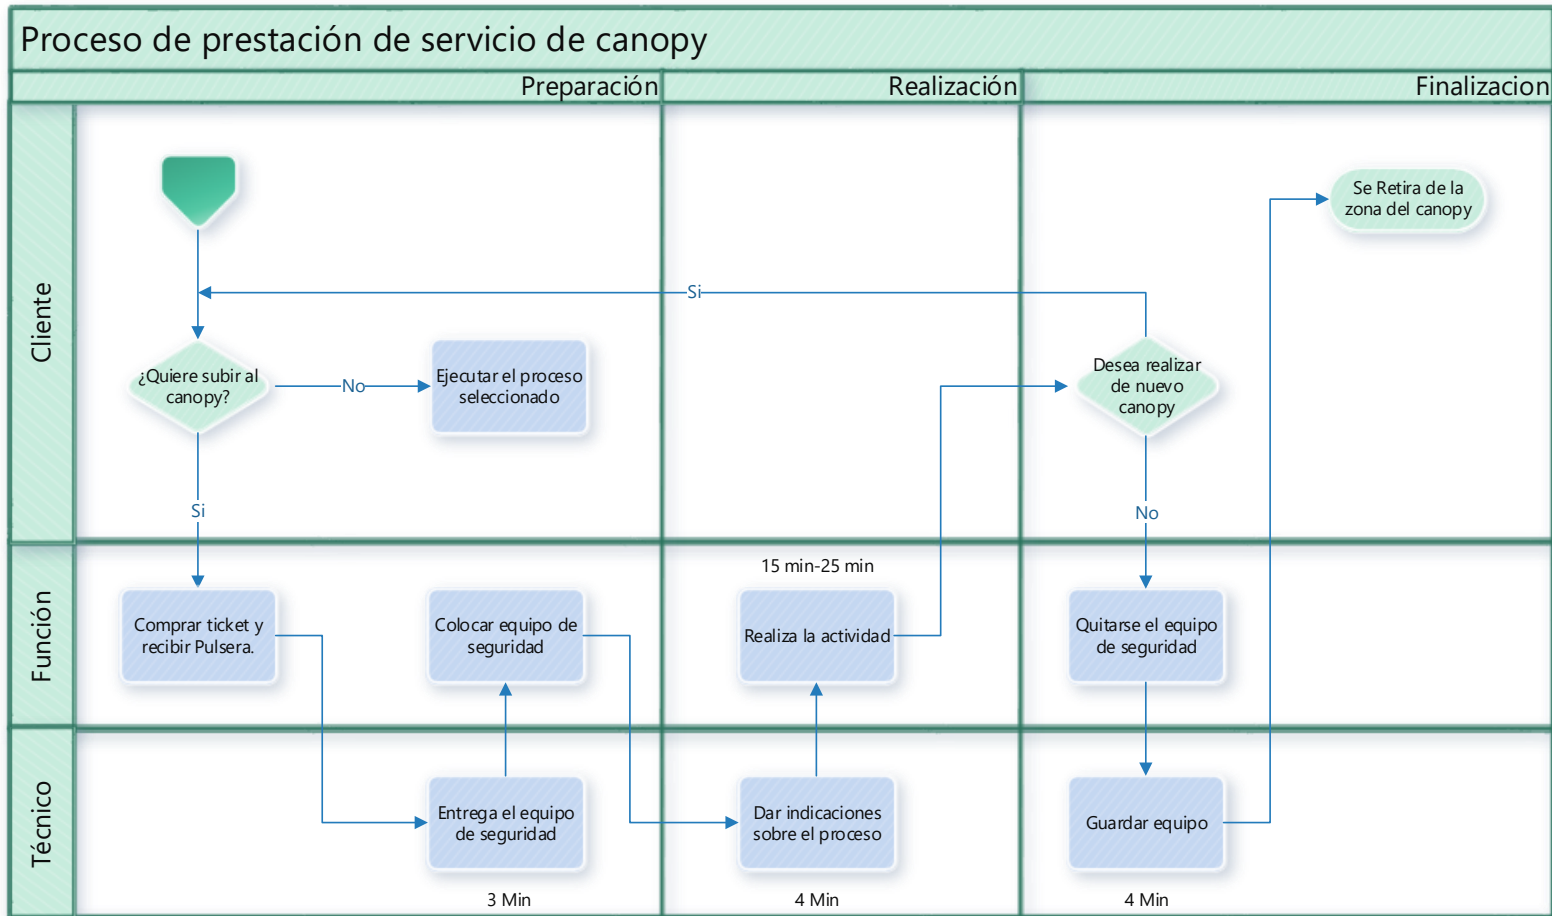 Proceso de prestación de servicio de canopy
Preparación
Realización
Finalizacion
Cliente
Se Retira de la
zona del canopy
Si
¿Quiere subir al
canopy?
No
Ejecutar el proceso
seleccionado
Desea realizar
de nuevo
canopy
Si
No
Función
15 min-25 min
Comprar ticket y
recibir Pulsera.
Colocar equipo de
seguridad
Realiza la actividad
Quitarse el equipo
de seguridad
Técnico
Entrega el equipo
de seguridad
Dar indicaciones
sobre el proceso
Guardar equipo
3 Min
4 Min
4 Min